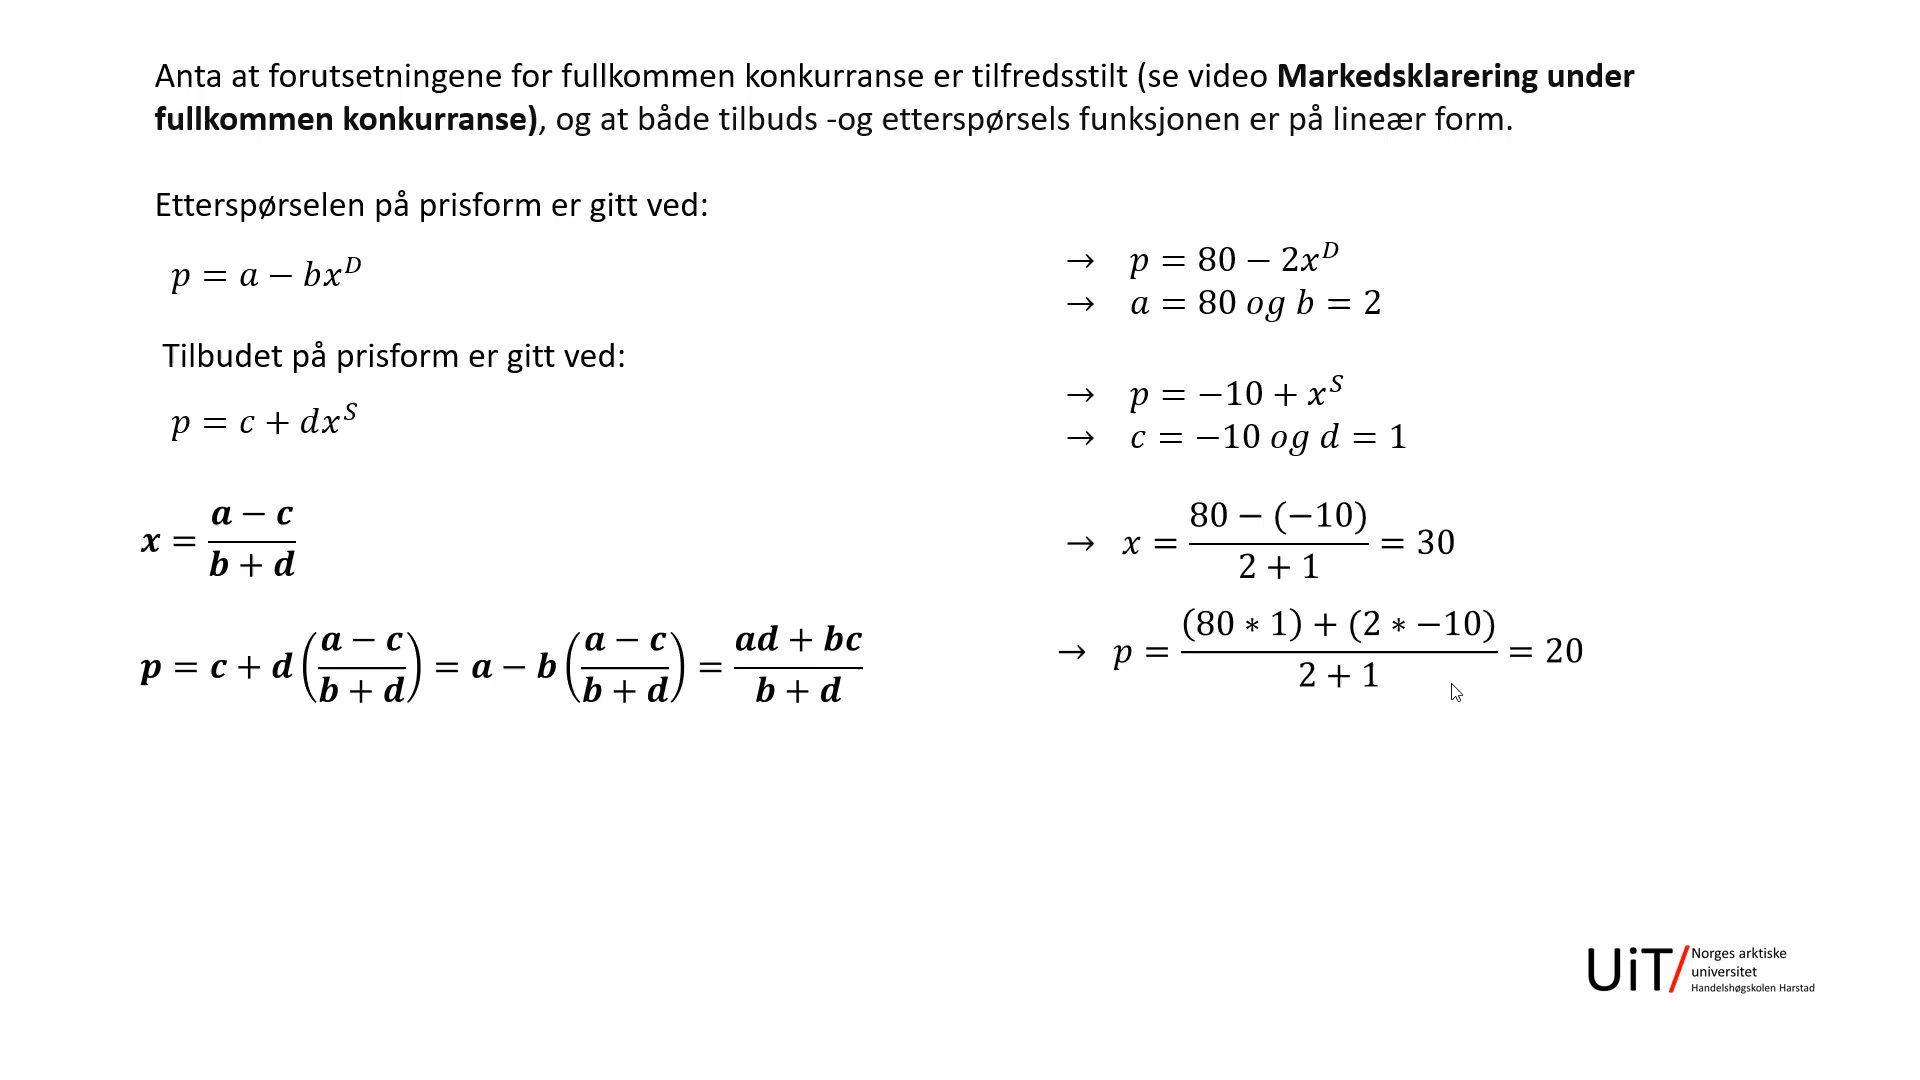 Anta at forutsetningene for fullkommen konkurranse er tilfredsstilt (se video Markedsklarering under
fullkommen konkurranse), og at både tilbuds -og etterspørsels funksjonen er på lineær form.
Etterspørselen på prisform er gitt ved:
p = a − bx^D
Tilbudet på prisform er gitt ved:
p = c + dx^S
x = (a − c)/(b + d)
p = c + d((a − c)/(b + d)) = a − b((a − c)/(b + d)) = (ad + bc)/(b + d)
→ p = 80 − 2x^D
→ a = 80 og b = 2
→ p = −10 + x^S
→ c = −10 og d = 1
→ x = (80 − (−10))/(2 + 1) = 30
→ p = ((80 ∗ 1) + (2 ∗ −10))/(2 + 1) = 20
UiT/ Norges arktiske
universitet
Handelshøgskolen Harstad